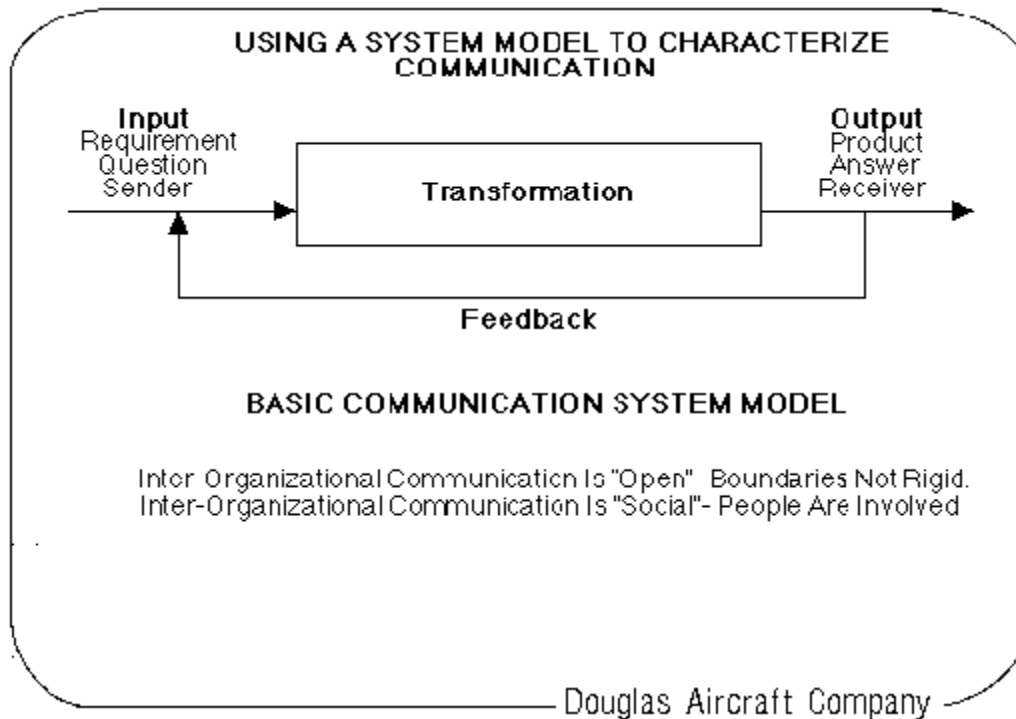 USING A SYSTEM MODEL TO CHARACTERIZE
COMMUNICATION
Input
Requirement
Question
Sender
Transformation
Output
Product
Answer
Receiver
Feedback
BASIC COMMUNICATION SYSTEM MODEL
Inter-Organizational Communication Is "Open" - Boundaries Not Rigid.
Inter-Organizational Communication Is "Social"- People Are Involved
Douglas Aircraft Company